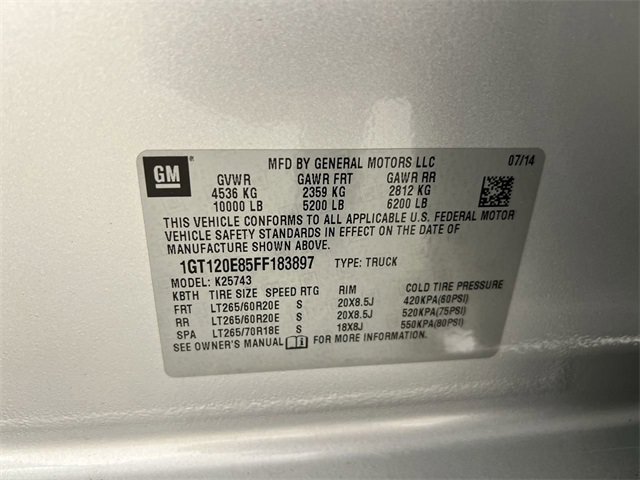 GM
MFD BY GENERAL MOTORS LLC 07/14
GVWR GAWR FRT GAWR RR
4536 KG 2359 KG 2812 KG
10000 LB 5200 LB 6200 LB
THIS VEHICLE CONFORMS TO ALL APPLICABLE U.S. FEDERAL MOTOR
VEHICLE SAFETY STANDARDS IN EFFECT ON THE DATE OF
MANUFACTURE SHOWN ABOVE.
1GT120E85FF183897 TYPE: TRUCK
MODEL: K25743
KBTH TIRE SIZE SPEED RTG RIM COLD TIRE PRESSURE
FRT LT265/60R20E S 20X8.5J 420KPA(60PSI)
RR LT265/60R20E S 20X8.5J 520KPA(75PSI)
SPA LT265/70R18E S 18X8J 550KPA(80PSI)
SEE OWNER'S MANUAL FOR MORE INFORMATION.